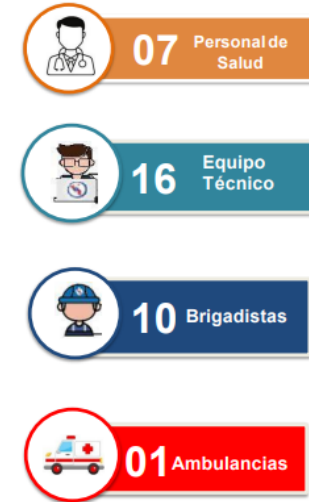 07 Personal de
Salud
16 Equipo
Técnico
10 Brigadistas
01 Ambulancias